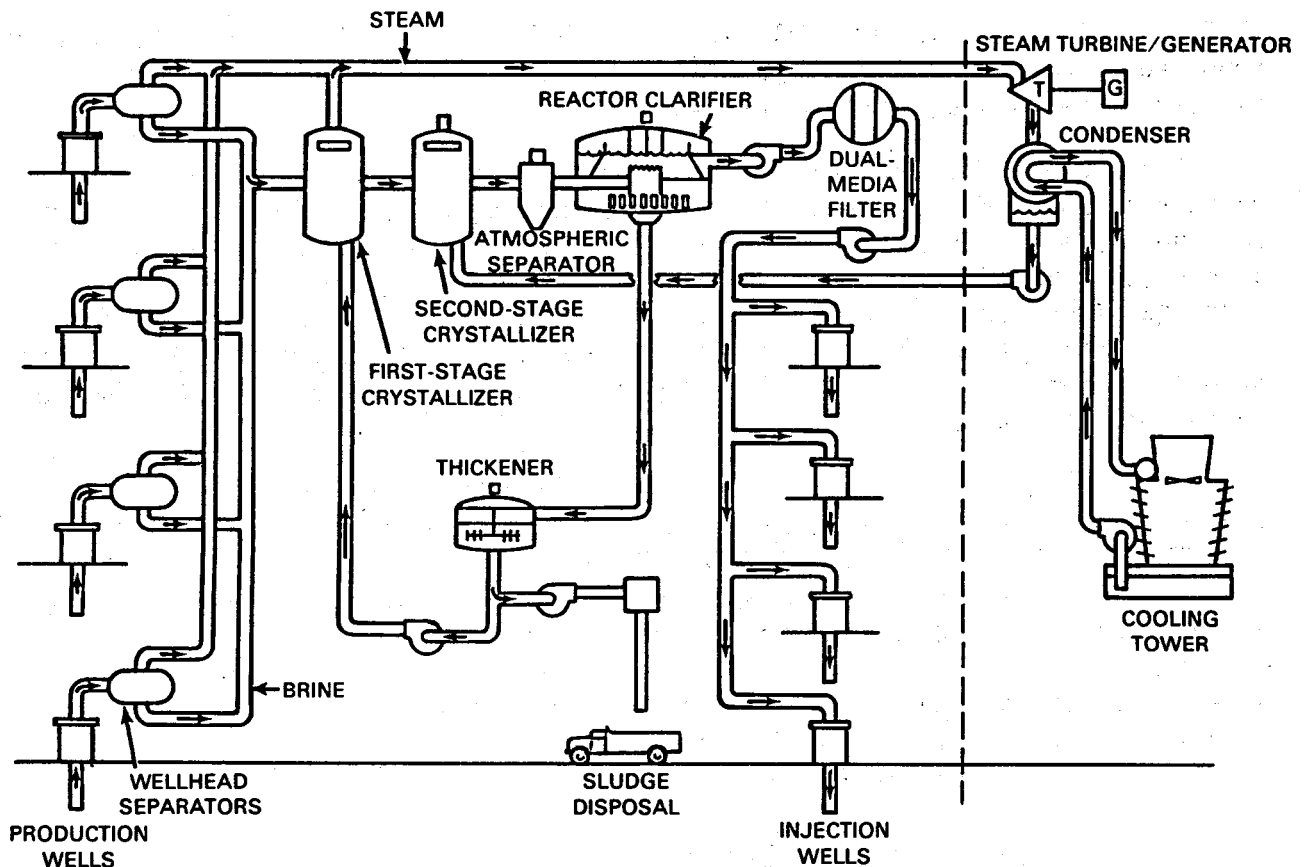 STEAM
STEAM TURBINE/GENERATOR
T
G
REACTOR CLARIFIER
CONDENSER
DUAL-
MEDIA
FILTER
ATMOSPHERIC
SEPARATOR
SECOND-STAGE
CRYSTALLIZER
FIRST-STAGE
CRYSTALLIZER
THICKENER
COOLING
TOWER
BRINE
WELLHEAD
SEPARATORS
SLUDGE
DISPOSAL
PRODUCTION
WELLS
INJECTION
WELLS